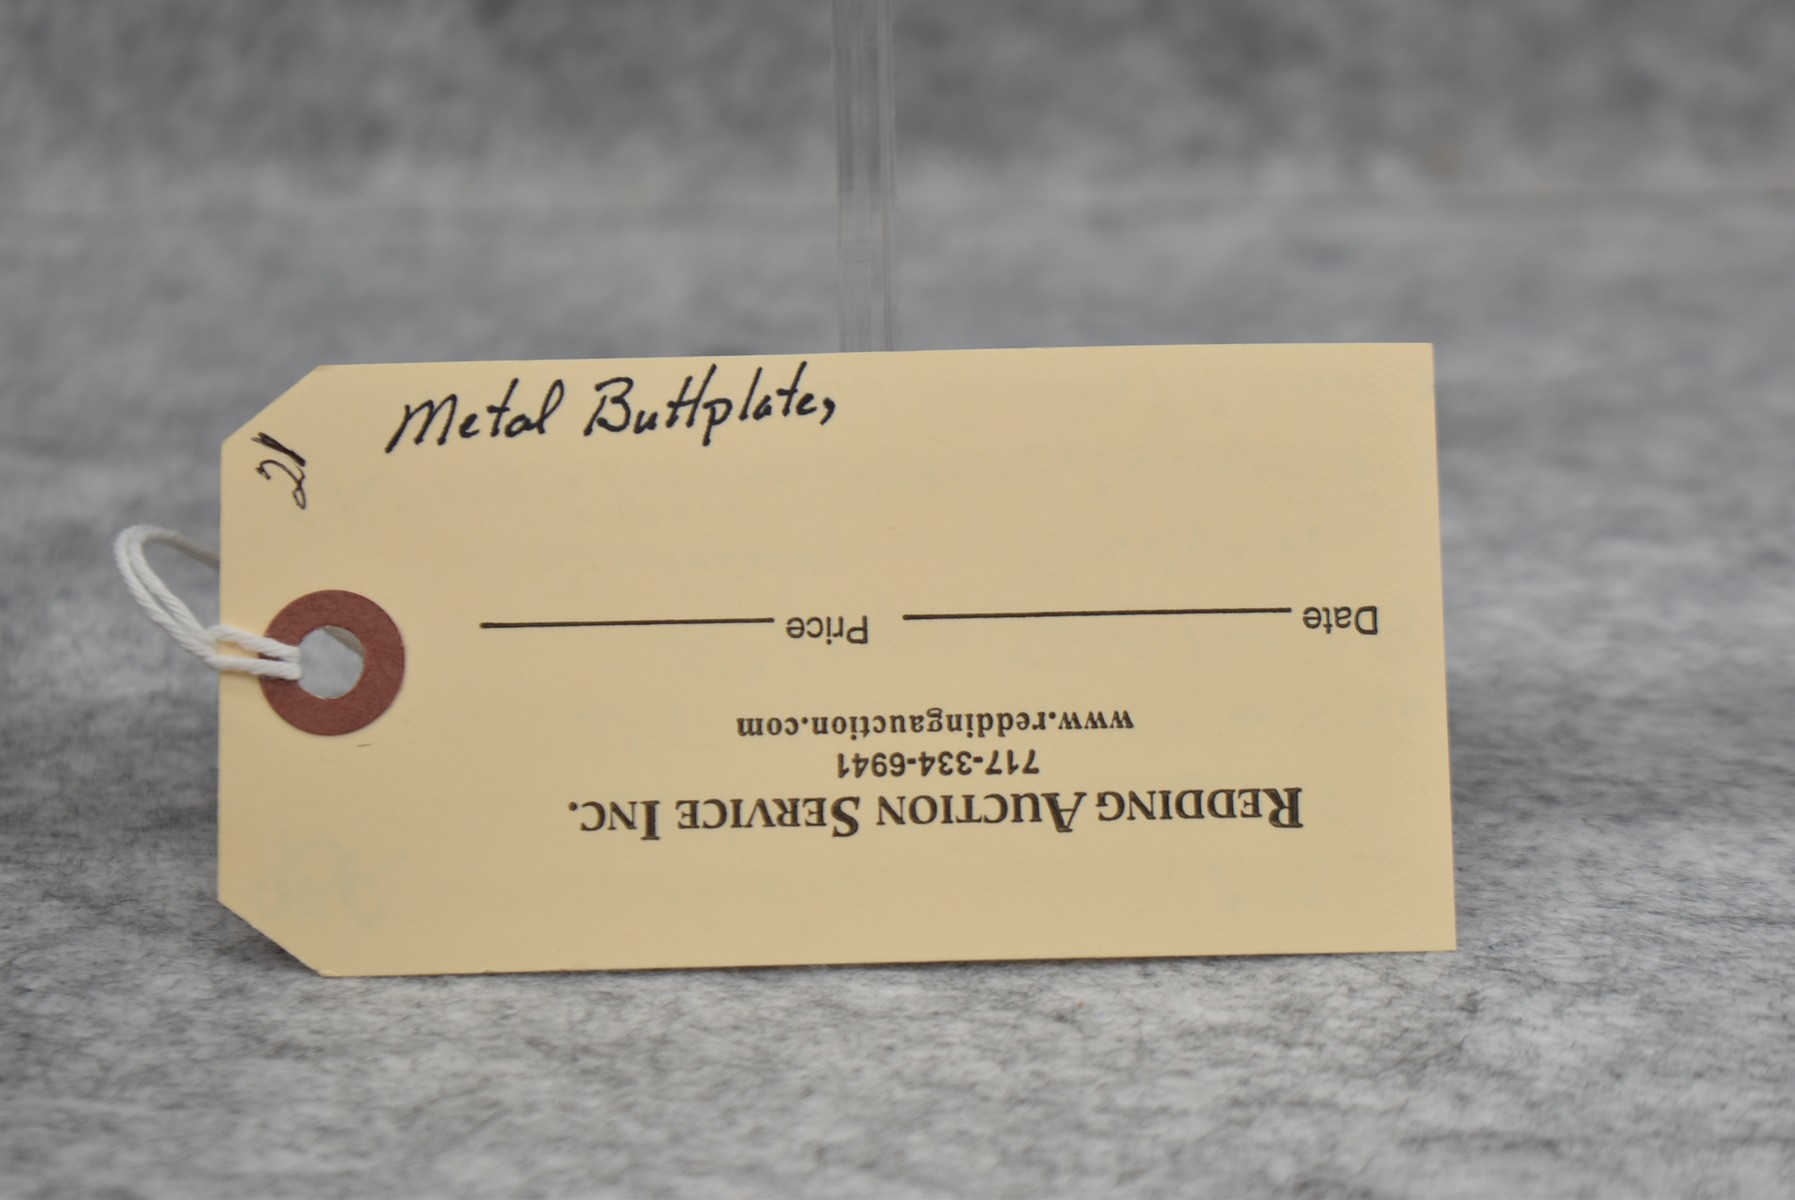 Metal Buttplate,
21
REDDING AUCTION SERVICE INC.
717-334-6941
www.reddingauction.com
Date Price